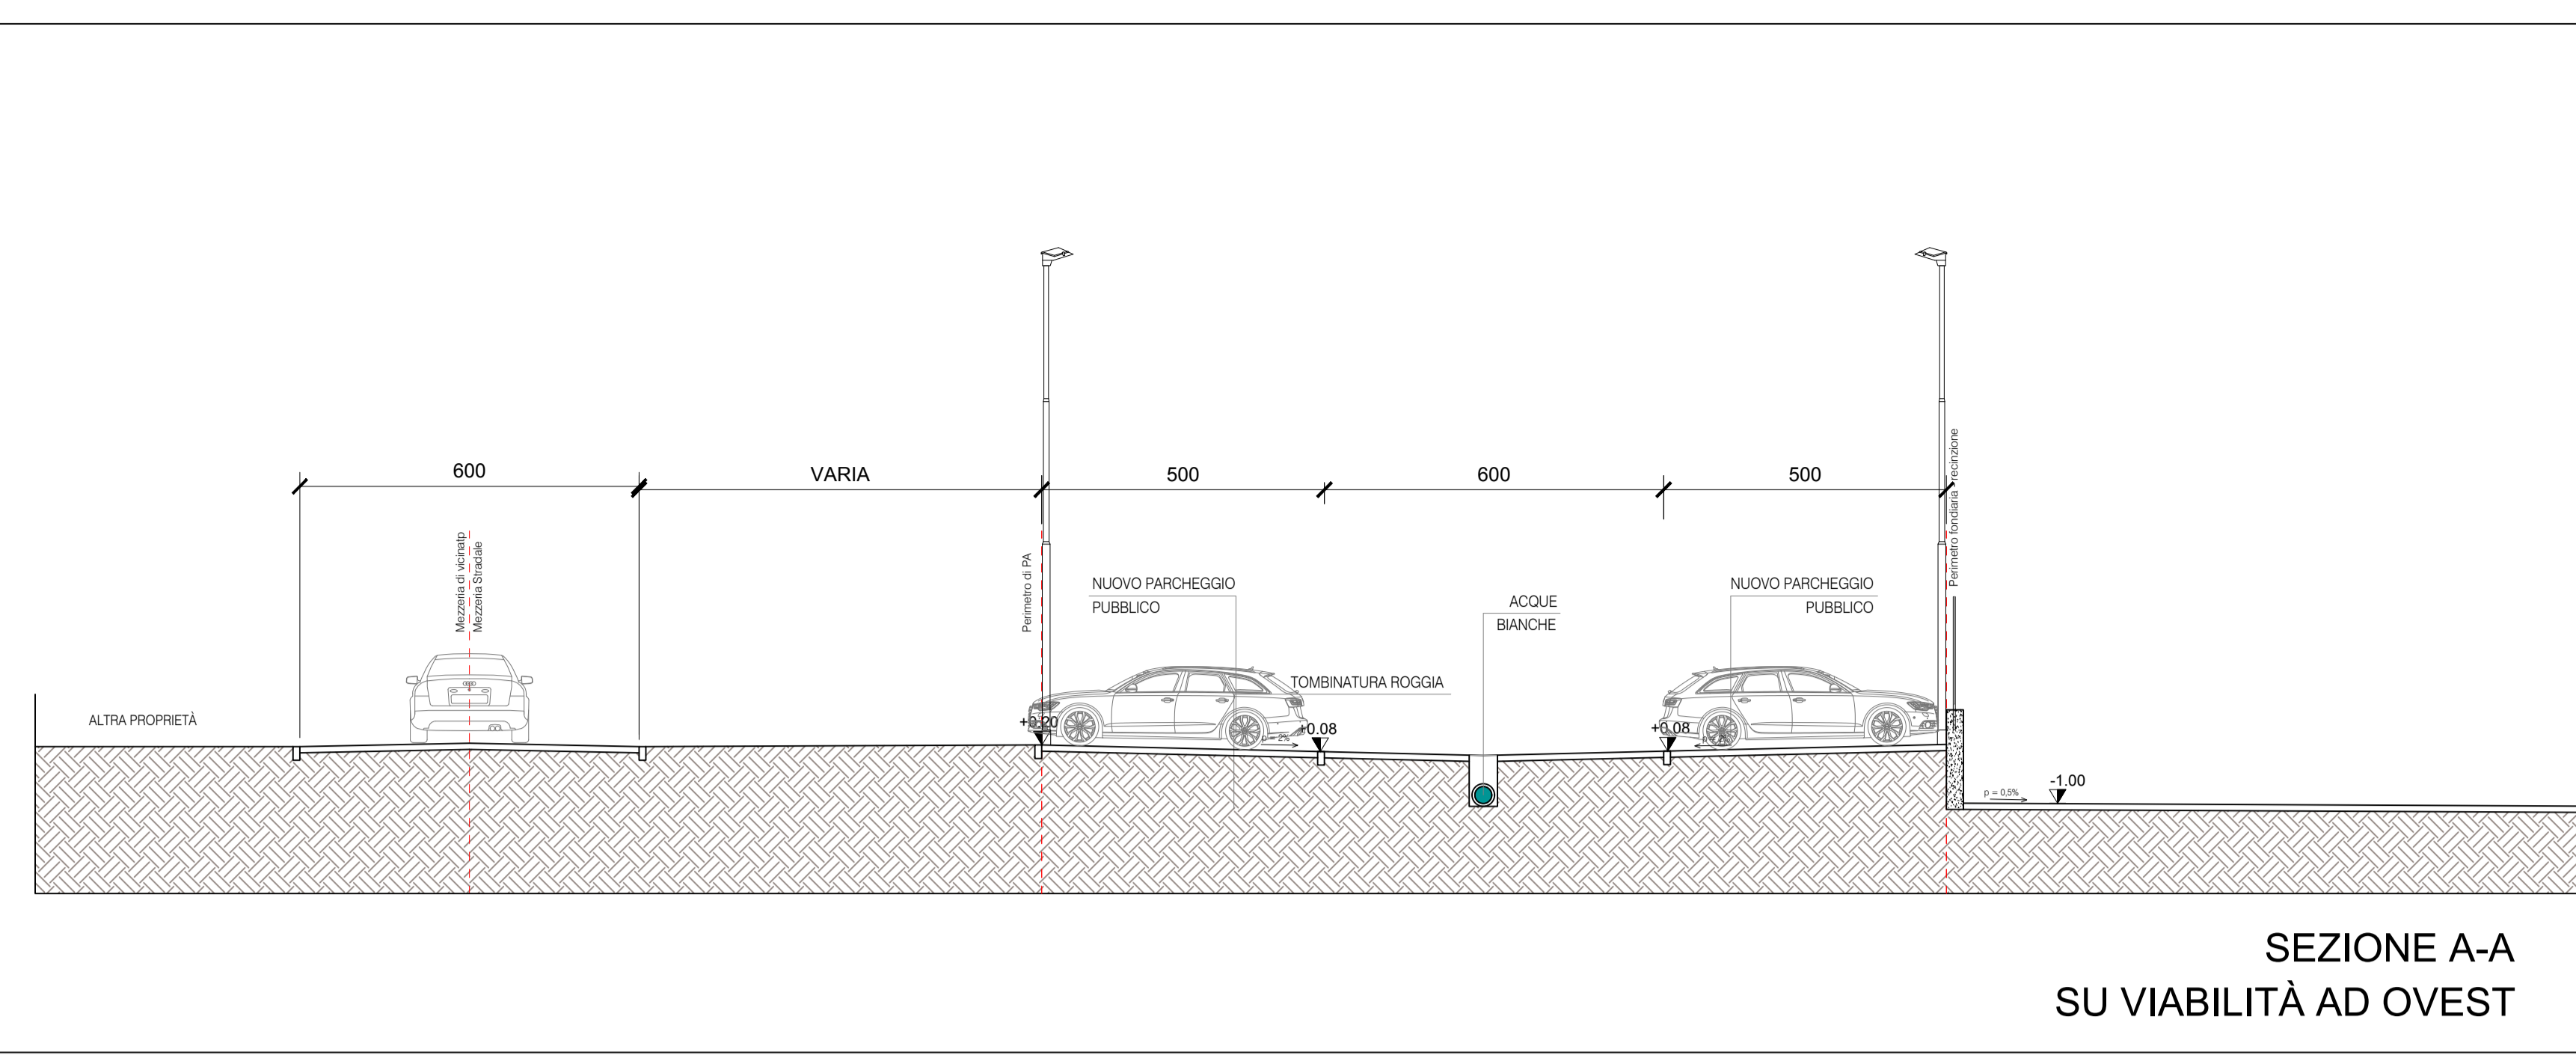 600
VARIA
500
600
500
Mezzeria di vicinatp
Mezzeria Stradale
Perimetro di PA
Perimetro fondiaria - recinzione
NUOVO PARCHEGGIO
PUBBLICO
ACQUE
BIANCHE
NUOVO PARCHEGGIO
PUBBLICO
TOMBINATURA ROGGIA
ALTRA PROPRIETÀ
+0.20
p = 2%
+0.08
+0.08
-1.00
p = 0,5%
SEZIONE A-A
SU VIABILITÀ AD OVEST